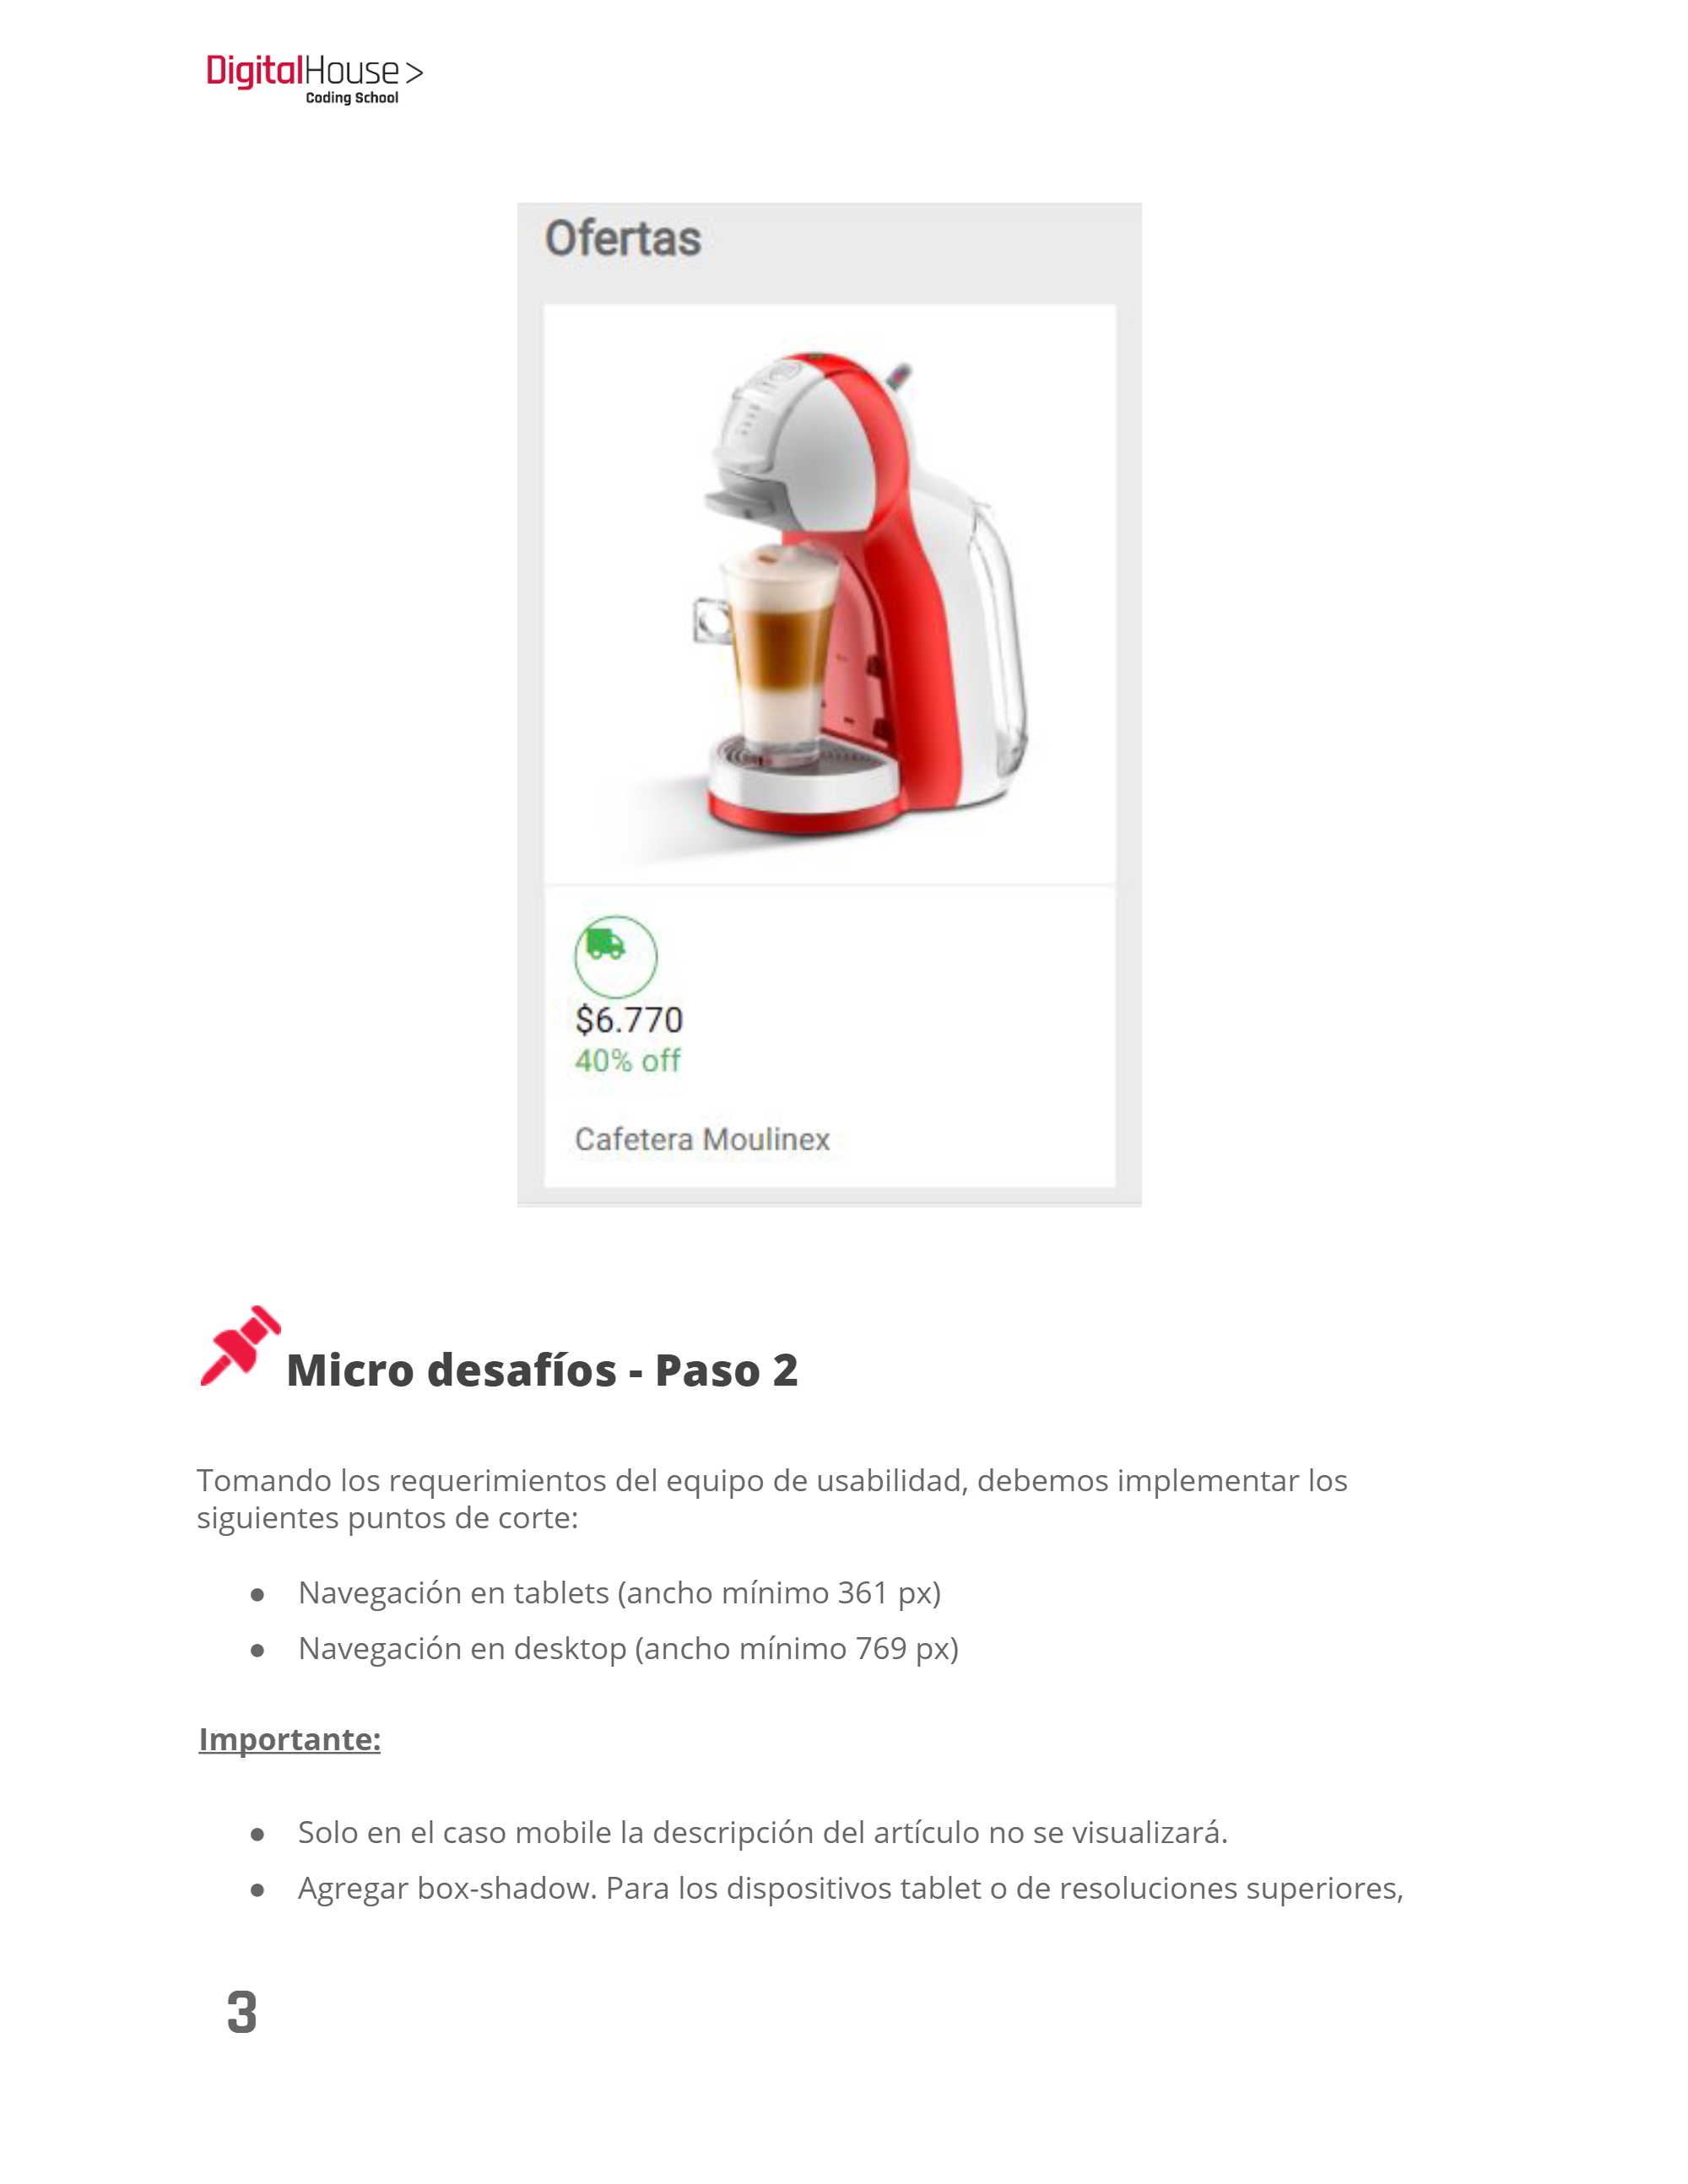 DigitalHouse >
Coding School
Ofertas
$6.770
40% off
Cafetera Moulinex
Micro desafíos - Paso 2
Tomando los requerimientos del equipo de usabilidad, debemos implementar los
siguientes puntos de corte:
● Navegación en tablets (ancho mínimo 361 px)
● Navegación en desktop (ancho mínimo 769 px)
Importante:
● Solo en el caso mobile la descripción del artículo no se visualizará.
● Agregar box-shadow. Para los dispositivos tablet o de resoluciones superiores,
3